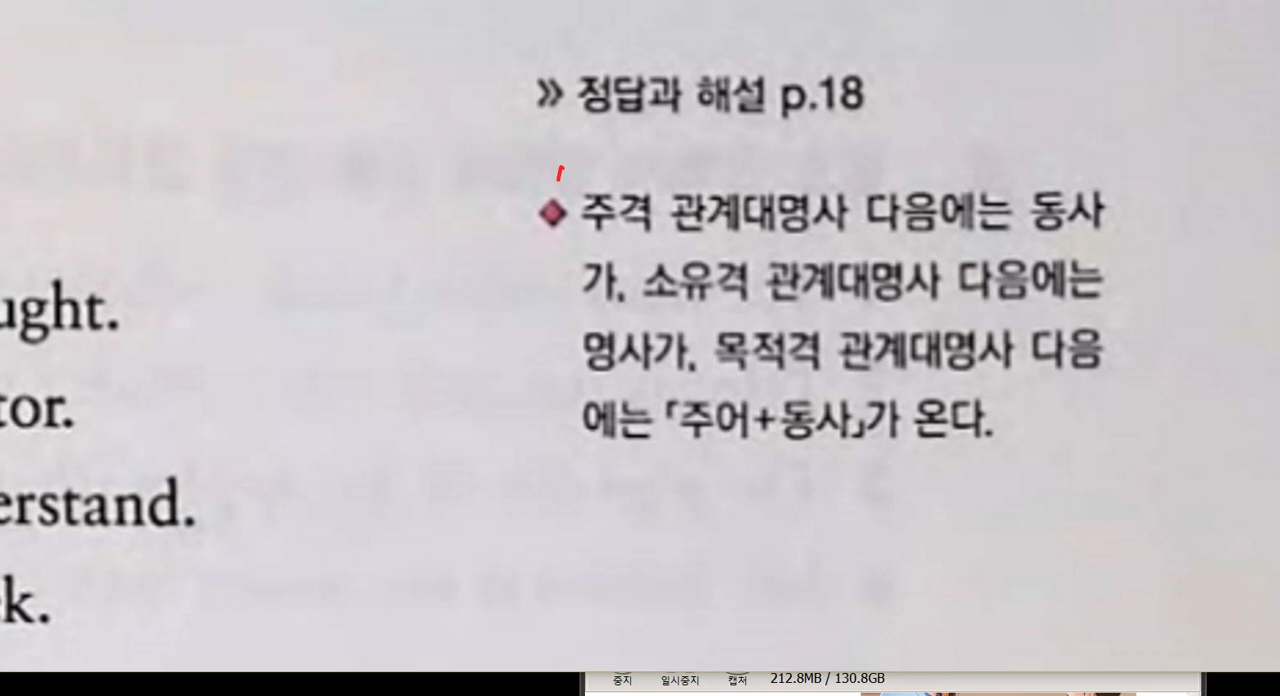 » 정답과 해설 p.18
◆ 주격 관계대명사 다음에는 동사
가, 소유격 관계대명사 다음에는
명사가, 목적격 관계대명사 다음
에는 「주어+동사」가 온다.
ught.
tor.
erstand.
k.
중지 일시중지 캡처 212.8MB / 130.8GB